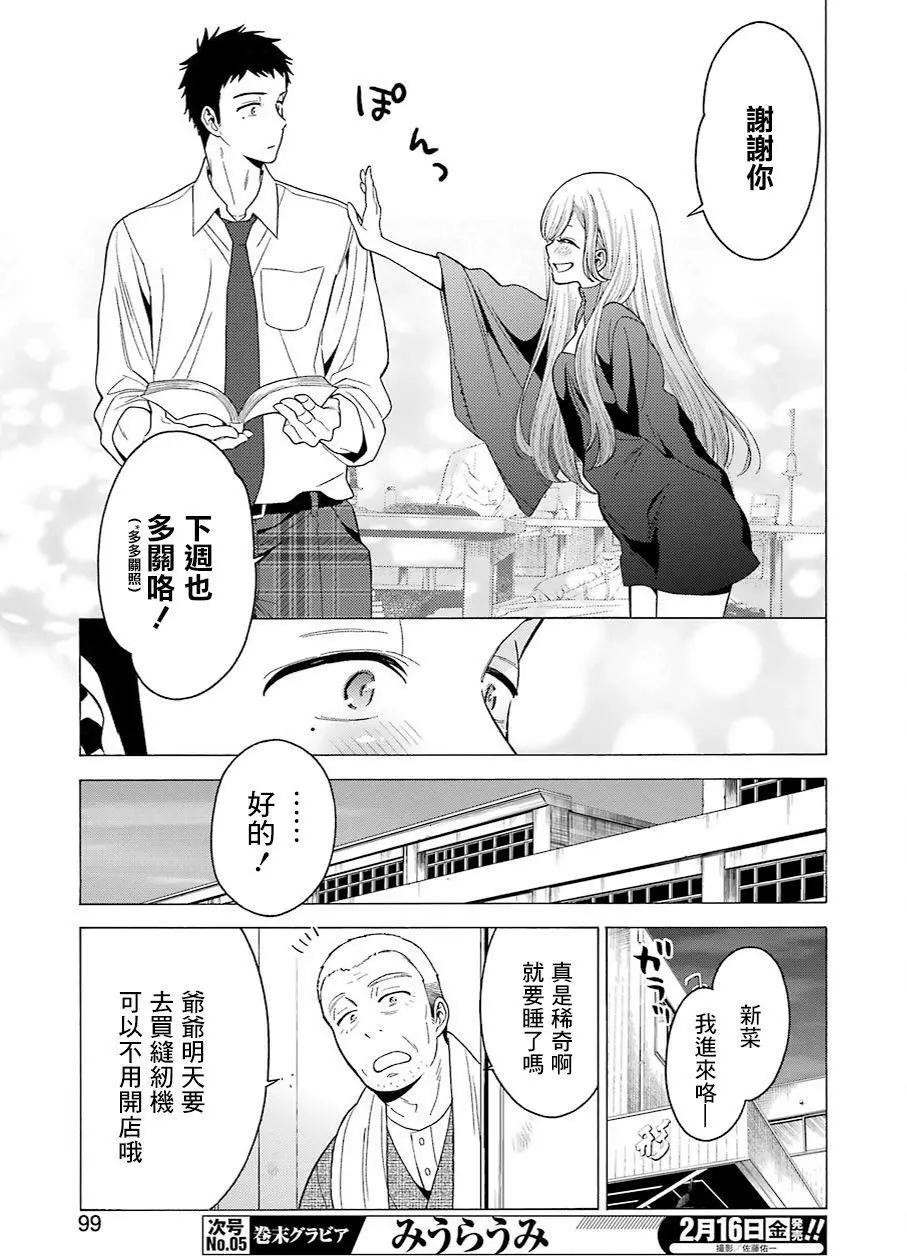 謝謝你
ぽんっ
下週也
多關咯！
（：多多關照）
……
好的！
新菜
我進來咯—
ガラッ
形
真是稀奇啊
就要睡了嗎
爺爺明天要
去買縫紉機
可以不用開店哦
99
次号
No.05
巻末グラビア
みうらうみ
2月16日金発売!!
撮影／佐藤佑一